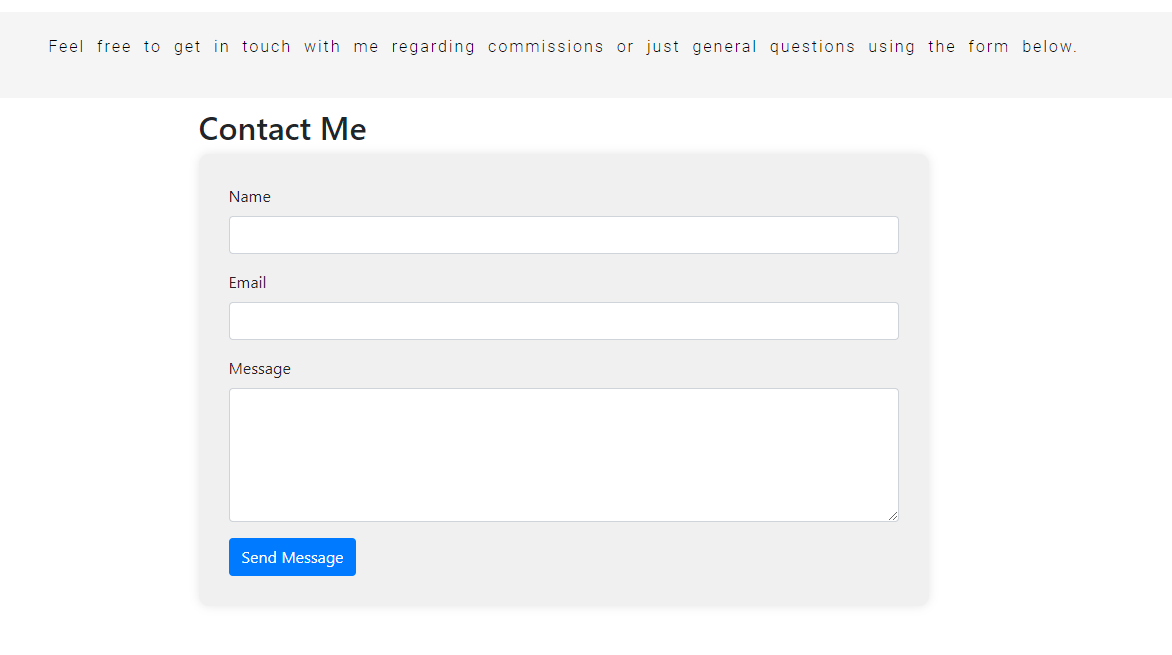 Feel free to get in touch with me regarding commissions or just general questions using the form below.
Contact Me
Name
Email
Message
Send Message